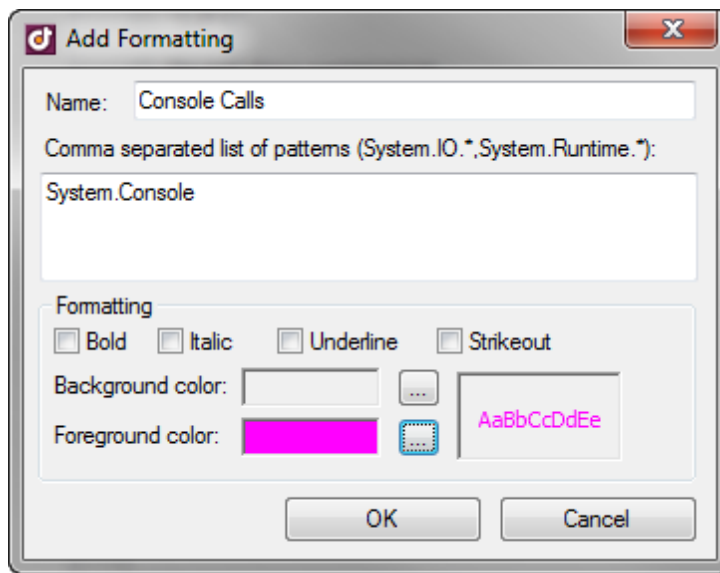 Add Formatting
Name: Console Calls
Comma separated list of patterns (System.IO.*,System.Runtime.*):
System.Console
Formatting
Bold Italic Underline Strikeout
Background color: ...
AaBbCcDdEe
Foreground color: ...
OK Cancel